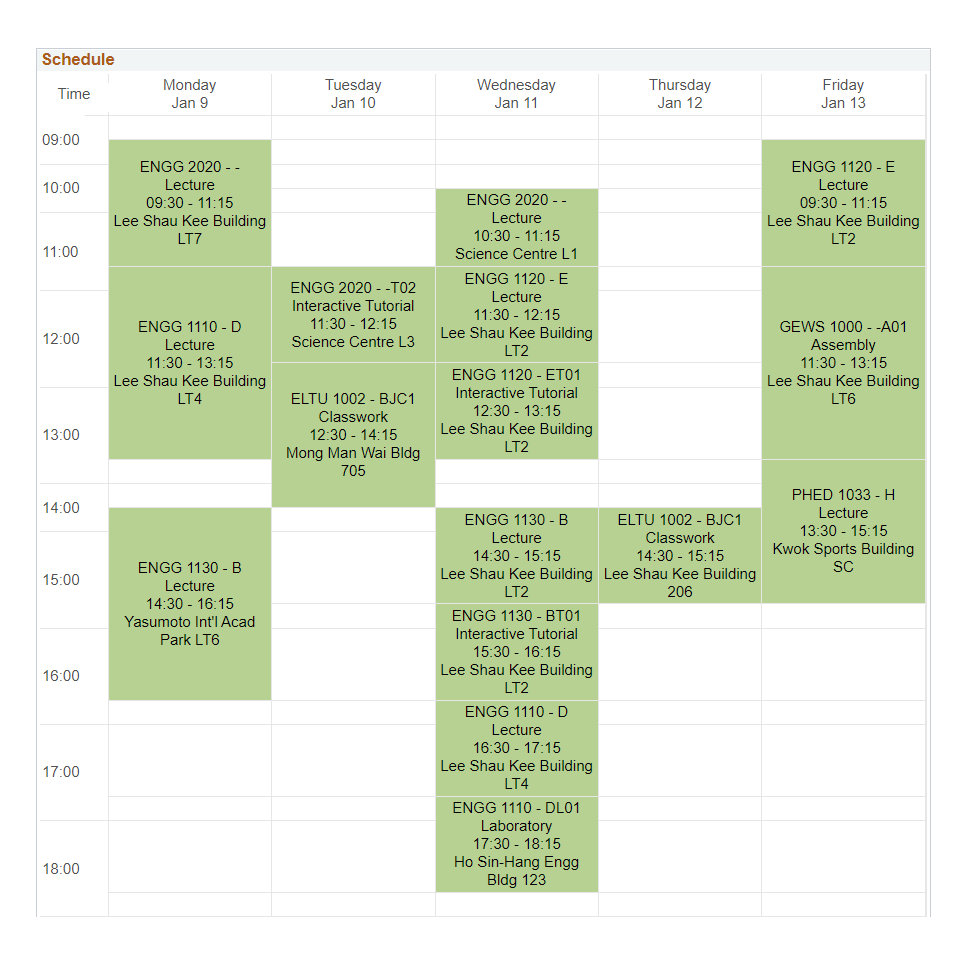 Schedule
Time
Monday
Jan 9
Tuesday
Jan 10
Wednesday
Jan 11
Thursday
Jan 12
Friday
Jan 13
09:00
10:00
11:00
12:00
13:00
14:00
15:00
16:00
17:00
18:00
ENGG 2020 - -
Lecture
09:30 - 11:15
Lee Shau Kee Building
LT7
ENGG 1110 - D
Lecture
11:30 - 13:15
Lee Shau Kee Building
LT4
ENGG 1130 - B
Lecture
14:30 - 16:15
Yasumoto Int'l Acad
Park LT6
ENGG 2020 - -T02
Interactive Tutorial
11:30 - 12:15
Science Centre L3
ELTU 1002 - BJC1
Classwork
12:30 - 14:15
Mong Man Wai Bldg
705
ENGG 2020 - -
Lecture
10:30 - 11:15
Science Centre L1
ENGG 1120 - E
Lecture
11:30 - 12:15
Lee Shau Kee Building
LT2
ENGG 1120 - ET01
Interactive Tutorial
12:30 - 13:15
Lee Shau Kee Building
LT2
ENGG 1130 - B
Lecture
14:30 - 15:15
Lee Shau Kee Building
LT2
ENGG 1130 - BT01
Interactive Tutorial
15:30 - 16:15
Lee Shau Kee Building
LT2
ENGG 1110 - D
Lecture
16:30 - 17:15
Lee Shau Kee Building
LT4
ENGG 1110 - DL01
Laboratory
17:30 - 18:15
Ho Sin-Hang Engg
Bldg 123
ELTU 1002 - BJC1
Classwork
14:30 - 15:15
Lee Shau Kee Building
206
ENGG 1120 - E
Lecture
09:30 - 11:15
Lee Shau Kee Building
LT2
GEWS 1000 - -A01
Assembly
11:30 - 13:15
Lee Shau Kee Building
LT6
PHED 1033 - H
Lecture
13:30 - 15:15
Kwok Sports Building
SC